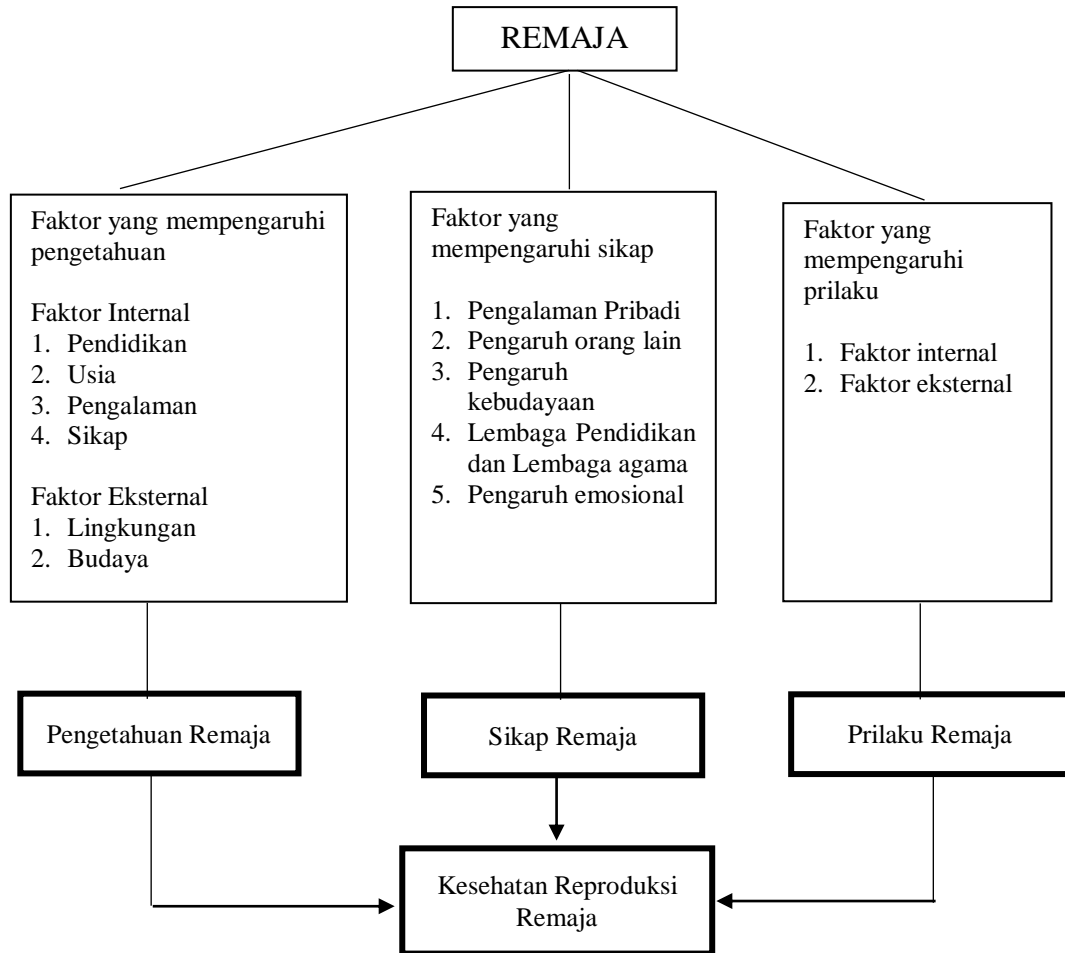 REMAJA
Faktor yang mempengaruhi
pengetahuan
Faktor Internal
1. Pendidikan
2. Usia
3. Pengalaman
4. Sikap
Faktor Eksternal
1. Lingkungan
2. Budaya
Faktor yang
mempengaruhi sikap
1. Pengalaman Pribadi
2. Pengaruh orang lain
3. Pengaruh
kebudayaan
4. Lembaga Pendidikan
dan Lembaga agama
5. Pengaruh emosional
Faktor yang
mempengaruhi
prilaku
1. Faktor internal
2. Faktor eksternal
Pengetahuan Remaja
Sikap Remaja
Prilaku Remaja
Kesehatan Reproduksi
Remaja